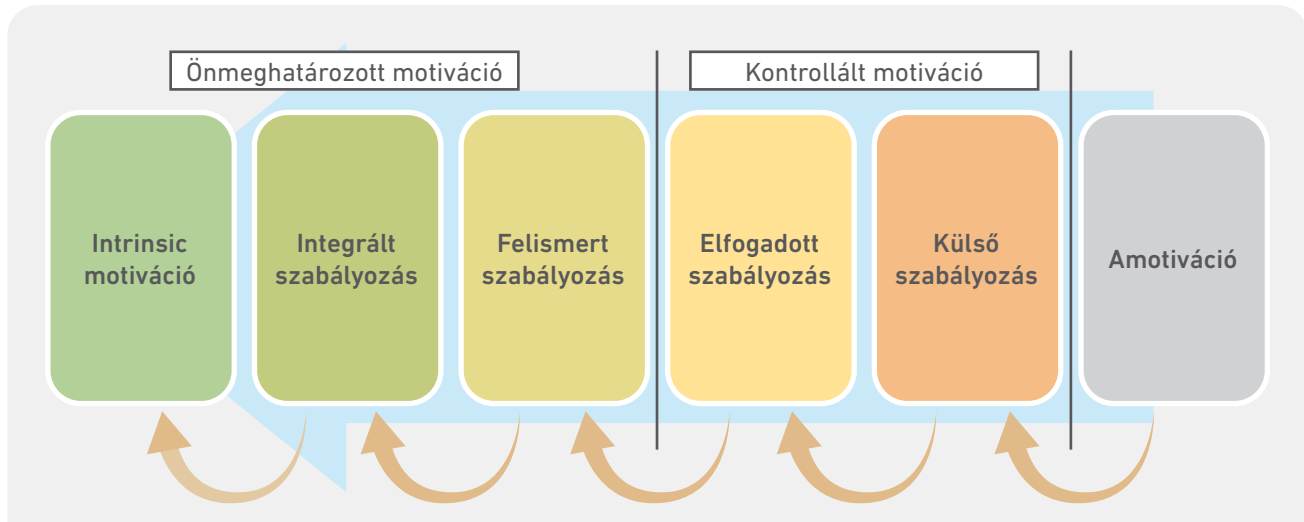 Önmeghatározott motiváció
Kontrollált motiváció
Intrinsic
motiváció
Integrált
szabályozás
Felismert
szabályozás
Elfogadott
szabályozás
Külső
szabályozás
Amotiváció